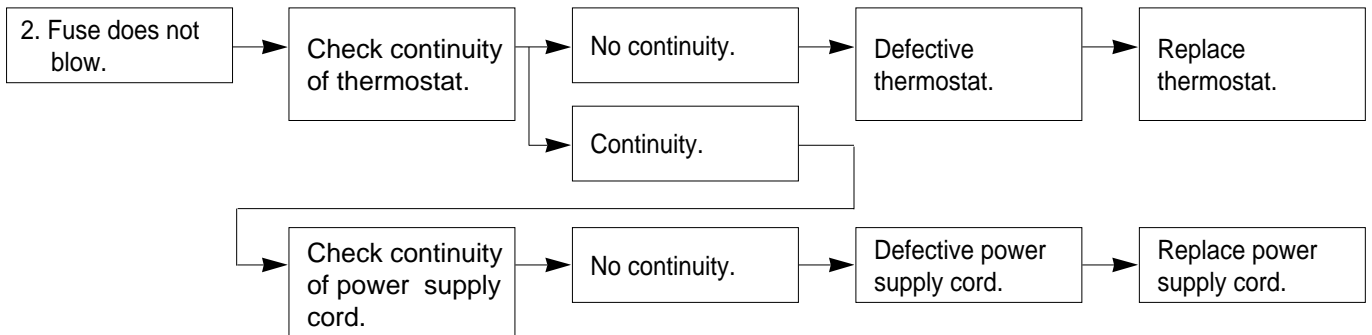 2. Fuse does not
blow.
Check continuity
of thermostat.
No continuity.
Defective
thermostat.
Replace
thermostat.
Continuity.
Check continuity
of power supply
cord.
No continuity.
Defective power
supply cord.
Replace power
supply cord.